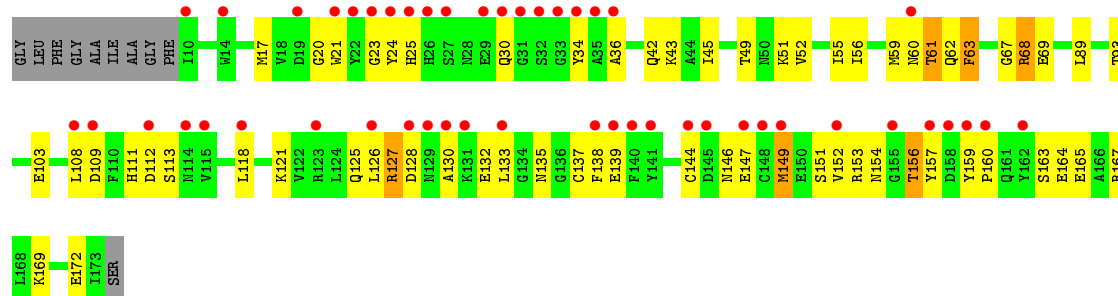 GLY LEU PHE GLY ALA ILE ALA GLY PHE I10 W14 M17 V18 D19 G20 W21 Y22 G23 Y24 H25 H26 S27 N28 E29 Q30 G31 S32 G33 Y34 A35 A36 Q42 K43 A44 I45 T49 N50 K51 V52 I55 I56 M59 N60 T61 Q62 F63 G67 R68 E69 L89 T93
E103 L108 D109 F110 H111 D112 S113 N114 V115 L118 K121 V122 R123 L124 Q125 L126 R127 D128 N129 A130 K131 E132 L133 G134 N135 G136 C137 F138 E139 F140 Y141 C144 D145 N146 E147 C148 M149 E150 S151 V152 R153 N154 G155 T156 Y157 D158 Y159 P160 Q161 Y162 S163 E164 E165 A166 R167
L168 K169 E172 I173 SER